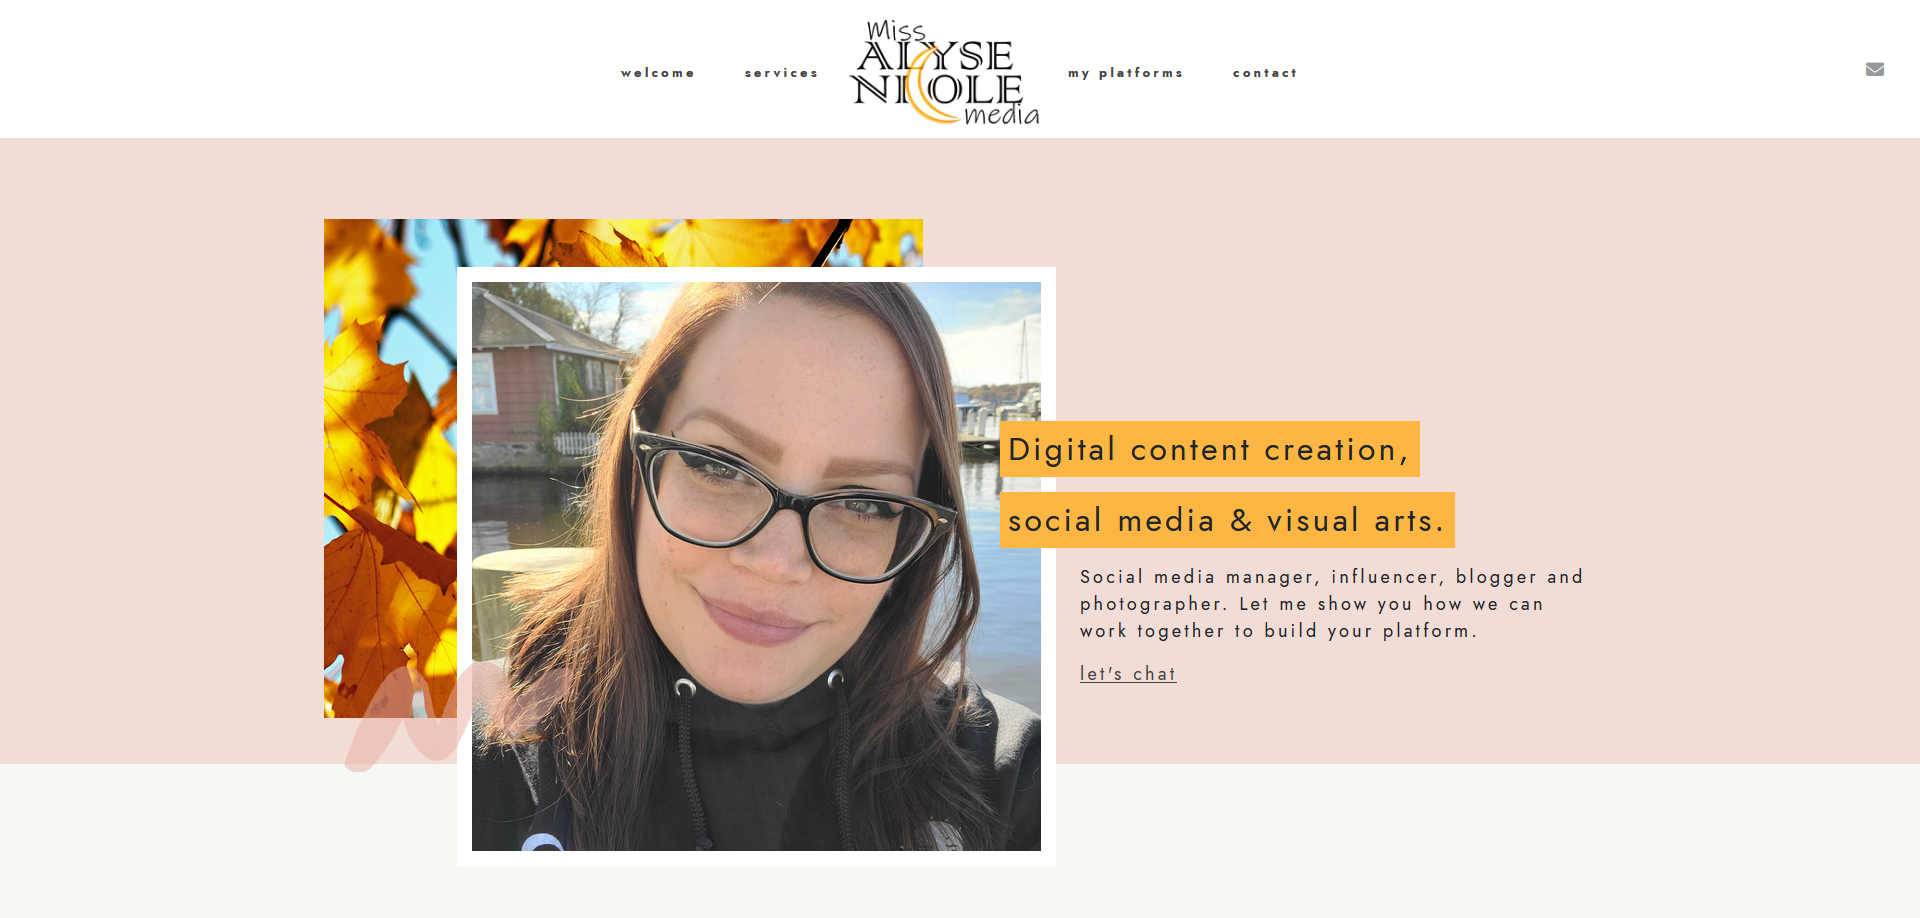 welcome
services
Miss
ALYSE
NICOLE
media
my platforms
contact
Digital content creation,
social media & visual arts.
Social media manager, influencer, blogger and
photographer. Let me show you how we can
work together to build your platform.
let's chat